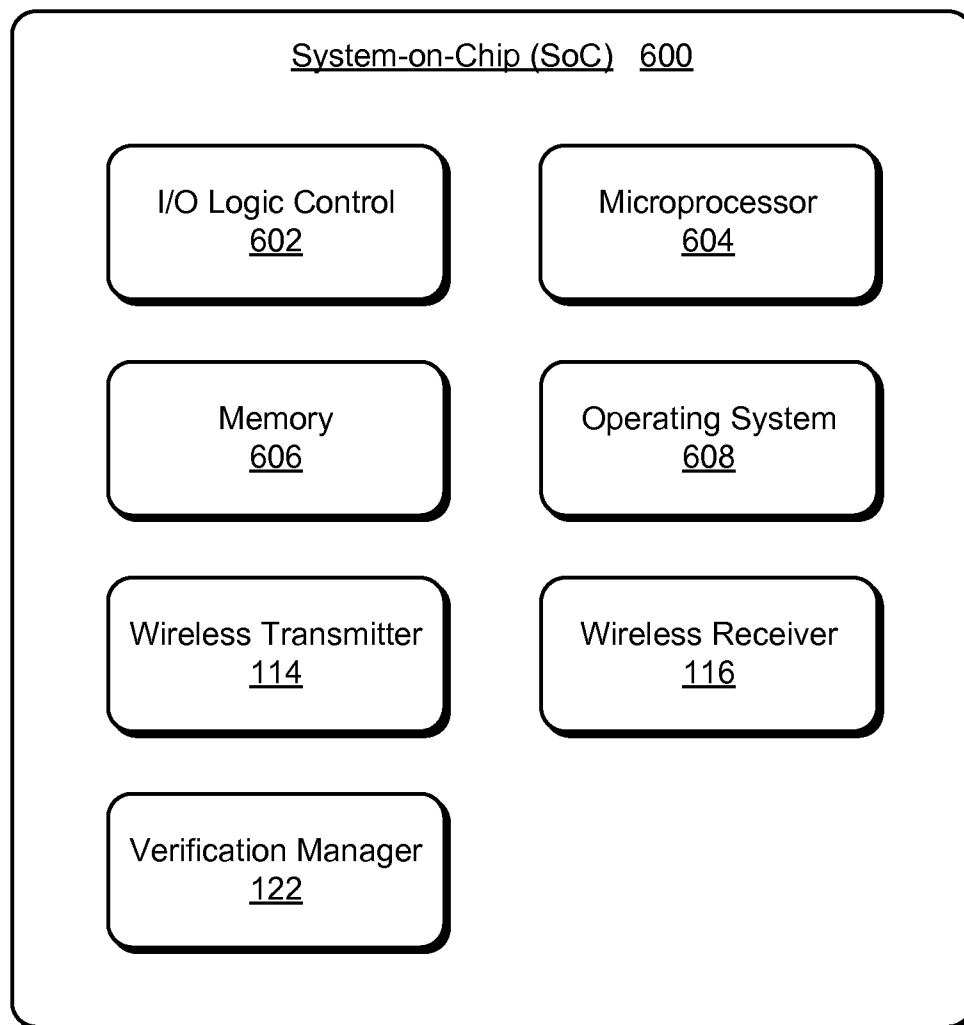 System-on-Chip (SoC) 600
I/O Logic Control
602
Microprocessor
604
Memory
606
Operating System
608
Wireless Transmitter
114
Wireless Receiver
116
Verification Manager
122